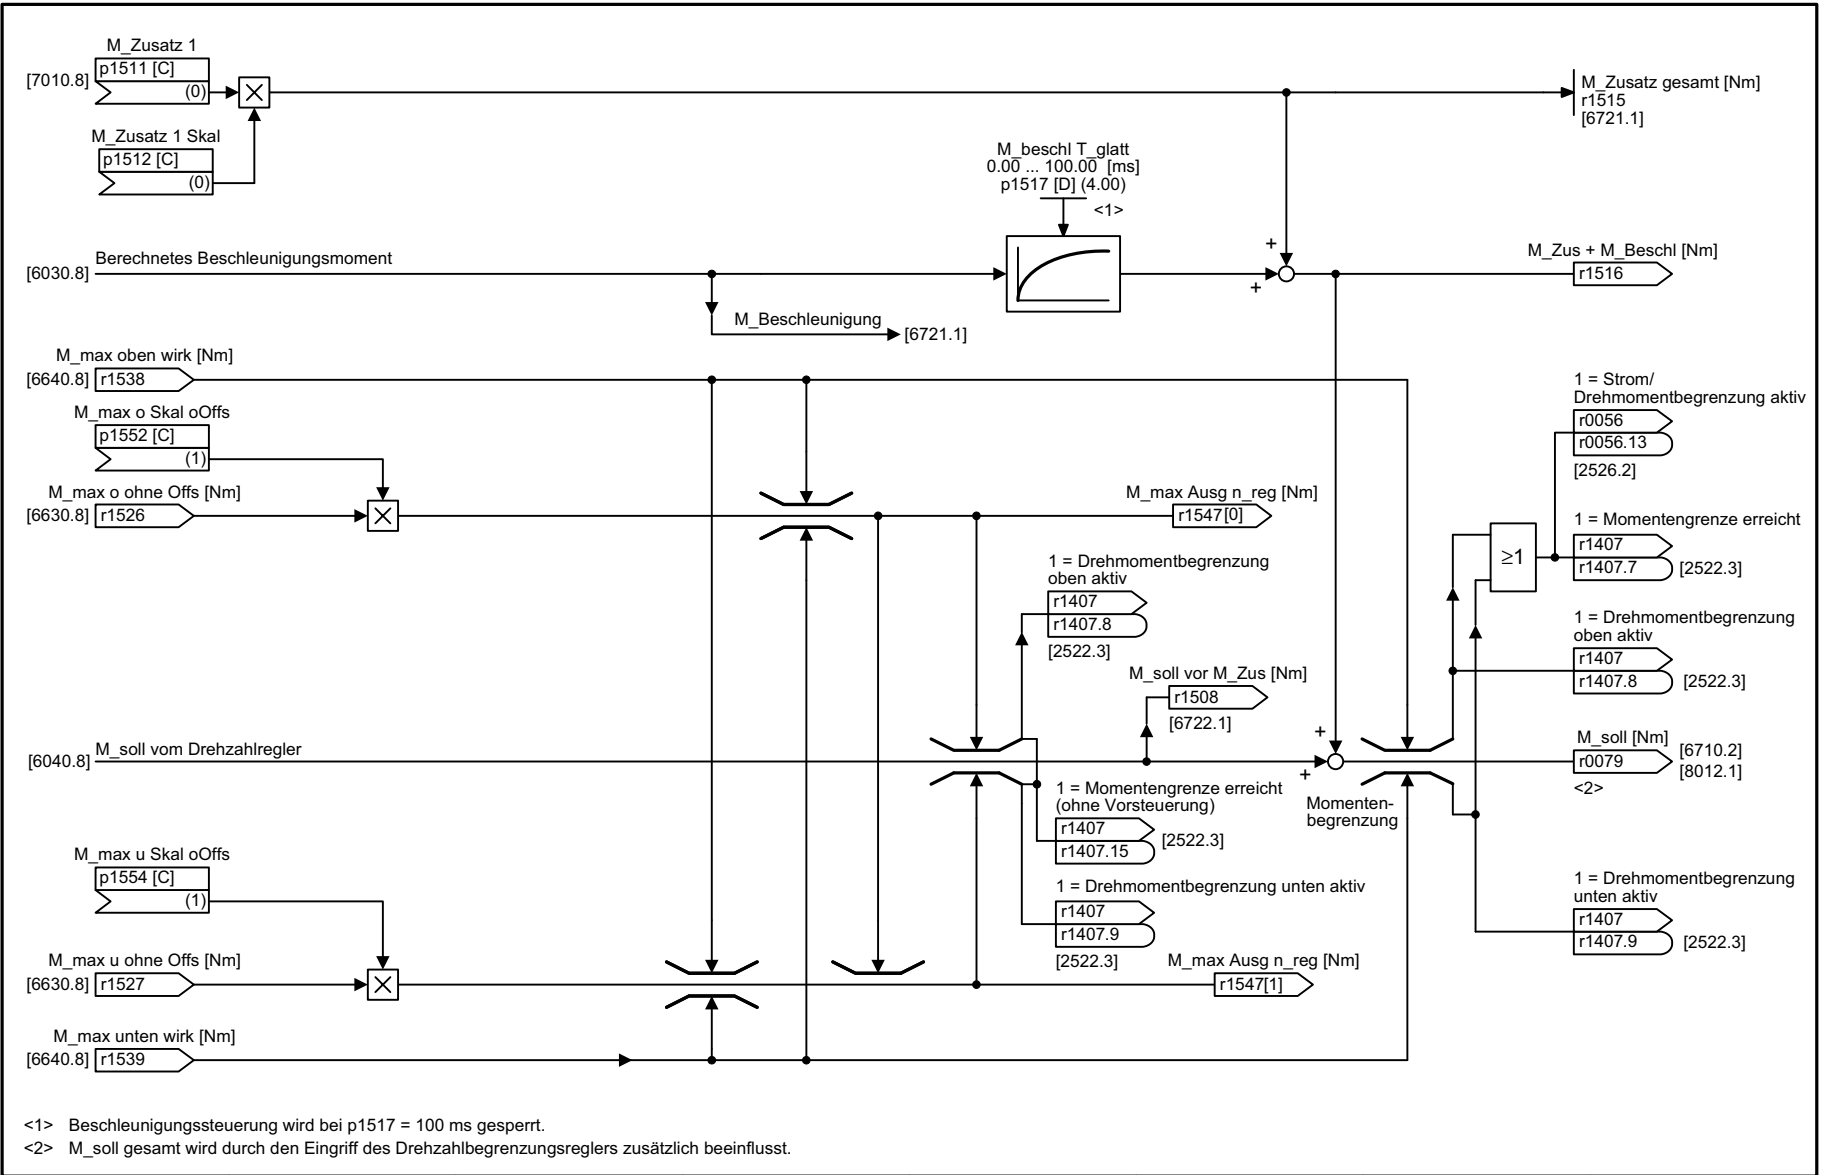 M_Zusatz 1
[7010.8]
p1511 [C]
(0)
M_Zusatz 1 Skal
p1512 [C]
(0)
M_Zusatz gesamt [Nm]
r1515
[6721.1]
M_beschl T_glatt
0.00 ... 100.00 [ms]
p1517 [D] (4.00)
<1>
[6030.8]
Berechnetes Beschleunigungsmoment
+
+
M_Zus + M_Beschl [Nm]
r1516
M_Beschleunigung
[6721.1]
M_max oben wirk [Nm]
[6640.8]
r1538
M_max o Skal oOffs
p1552 [C]
(1)
M_max o ohne Offs [Nm]
[6630.8]
r1526
M_max Ausg n_reg [Nm]
r1547[0]
1 = Strom/
Drehmomentbegrenzung aktiv
r0056
r0056.13
[2526.2]
≥1
1 = Momentengrenze erreicht
r1407
r1407.7
[2522.3]
1 = Drehmomentbegrenzung
oben aktiv
r1407
r1407.8
[2522.3]
1 = Drehmomentbegrenzung
oben aktiv
r1407
r1407.8
[2522.3]
M_soll vor M_Zus [Nm]
r1508
[6722.1]
[6040.8]
M_soll vom Drehzahlregler
+
+
Momenten-
begrenzung
M_soll [Nm]
r0079
[6710.2]
[8012.1]
<2>
1 = Momentengrenze erreicht
(ohne Vorsteuerung)
r1407
r1407.15
[2522.3]
M_max u Skal oOffs
p1554 [C]
(1)
1 = Drehmomentbegrenzung unten aktiv
r1407
r1407.9
[2522.3]
1 = Drehmomentbegrenzung
unten aktiv
r1407
r1407.9
[2522.3]
M_max u ohne Offs [Nm]
[6630.8]
r1527
M_max Ausg n_reg [Nm]
r1547[1]
M_max unten wirk [Nm]
[6640.8]
r1539
<1> Beschleunigungssteuerung wird bei p1517 = 100 ms gesperrt.
<2> M_soll gesamt wird durch den Eingriff des Drehzahlbegrenzungsreglers zusätzlich beeinflusst.